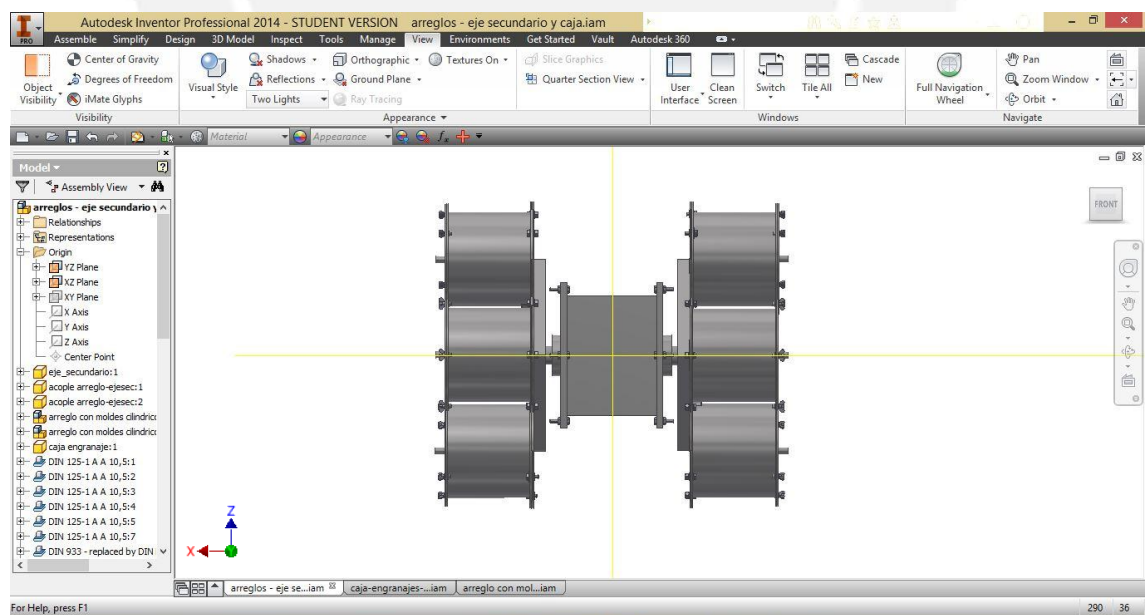 Autodesk Inventor Professional 2014 - STUDENT VERSION arreglos - eje secundario y caja.iam
PRO Assemble Simplify Design 3D Model Inspect Tools Manage View Environments Get Started Vault Autodesk 360
Center of Gravity Shadows Orthographic Textures On Slice Graphics Cascade Pan
Degrees of Freedom Reflections Ground Plane Quarter Section View New Zoom Window
Object Visibility iMate Glyphs Visual Style Two Lights Ray Tracing User Interface Clean Screen Switch Tile All Full Navigation Wheel Orbit
Visibility Appearance Windows Navigate
Material Appearance fx
Model
Assembly View
arreglos - eje secundario y
Relationships
Representations
Origin
YZ Plane
XZ Plane
XY Plane
X Axis
Y Axis
Z Axis
Center Point
eje_secundario:1
acople arreglo-ejesec:1
acople arreglo-ejesec:2
arreglo con moldes cilindric
arreglo con moldes cilindric
caja engranaje:1
DIN 125-1 A A 10,5:1
DIN 125-1 A A 10,5:2
DIN 125-1 A A 10,5:3
DIN 125-1 A A 10,5:4
DIN 125-1 A A 10,5:5
DIN 125-1 A A 10,5:7
DIN 933 - replaced by DIN
FRONT
Z
X
arreglos - eje se...iam caja-engranajes-...iam arreglo con mol...iam
For Help, press F1 290 36